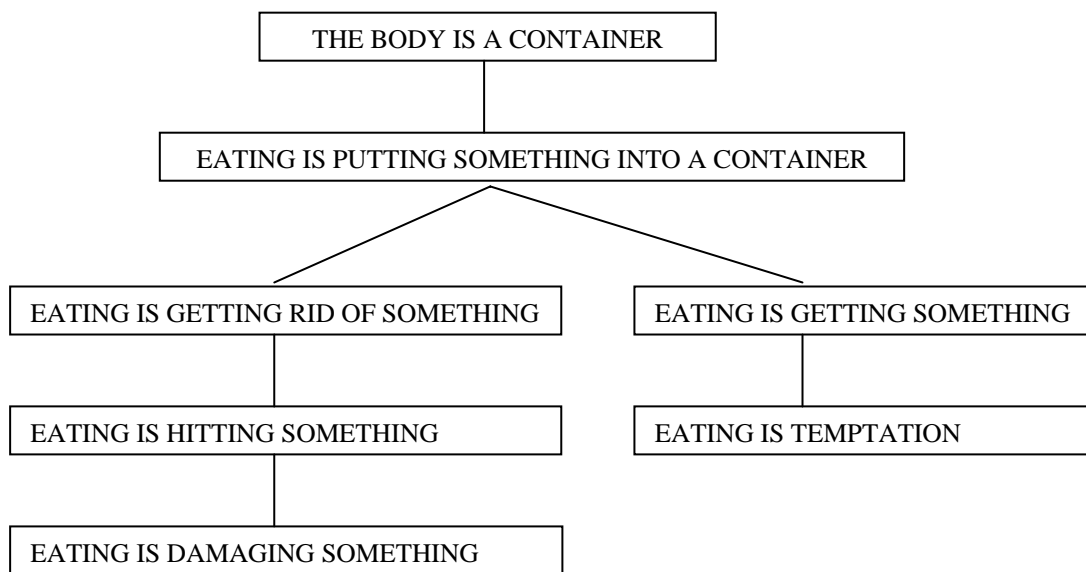 THE BODY IS A CONTAINER
EATING IS PUTTING SOMETHING INTO A CONTAINER
EATING IS GETTING RID OF SOMETHING
EATING IS GETTING SOMETHING
EATING IS HITTING SOMETHING
EATING IS TEMPTATION
EATING IS DAMAGING SOMETHING